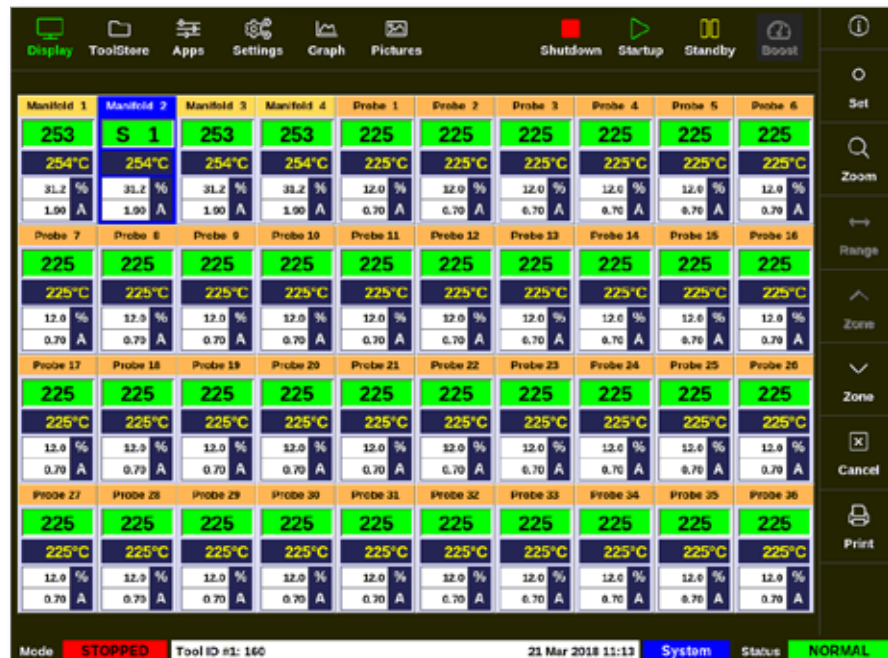 Display ToolStore Apps Settings Graph Pictures Shutdown Startup Standby Boost
Manifold 1 Manifold 2 Manifold 3 Manifold 4 Probe 1 Probe 2 Probe 3 Probe 4 Probe 5 Probe 6
253 S 1 253 253 225 225 225 225 225 225
254°C 254°C 254°C 254°C 225°C 225°C 225°C 225°C 225°C 225°C
31.2 % 31.2 % 31.2 % 31.2 % 12.0 % 12.0 % 12.0 % 12.0 % 12.0 % 12.0 %
1.90 A 1.90 A 1.90 A 1.90 A 0.70 A 0.70 A 0.70 A 0.70 A 0.70 A 0.70 A
Probe 7 Probe 8 Probe 9 Probe 10 Probe 11 Probe 12 Probe 13 Probe 14 Probe 15 Probe 16
225 225 225 225 225 225 225 225 225 225
225°C 225°C 225°C 225°C 225°C 225°C 225°C 225°C 225°C 225°C
12.0 % 12.0 % 12.0 % 12.0 % 12.0 % 12.0 % 12.0 % 12.0 % 12.0 % 12.0 %
0.70 A 0.70 A 0.70 A 0.70 A 0.70 A 0.70 A 0.70 A 0.70 A 0.70 A 0.70 A
Probe 17 Probe 18 Probe 19 Probe 20 Probe 21 Probe 22 Probe 23 Probe 24 Probe 25 Probe 26
225 225 225 225 225 225 225 225 225 225
225°C 225°C 225°C 225°C 225°C 225°C 225°C 225°C 225°C 225°C
12.0 % 12.0 % 12.0 % 12.0 % 12.0 % 12.0 % 12.0 % 12.0 % 12.0 % 12.0 %
0.70 A 0.70 A 0.70 A 0.70 A 0.70 A 0.70 A 0.70 A 0.70 A 0.70 A 0.70 A
Probe 27 Probe 28 Probe 29 Probe 30 Probe 31 Probe 32 Probe 33 Probe 34 Probe 35 Probe 36
225 225 225 225 225 225 225 225 225 225
225°C 225°C 225°C 225°C 225°C 225°C 225°C 225°C 225°C 225°C
12.0 % 12.0 % 12.0 % 12.0 % 12.0 % 12.0 % 12.0 % 12.0 % 12.0 % 12.0 %
0.70 A 0.70 A 0.70 A 0.70 A 0.70 A 0.70 A 0.70 A 0.70 A 0.70 A 0.70 A
Set
Zoom
Range
Zone
Zone
Cancel
Print
Mode STOPPED Tool ID #1: 160 21 Mar 2018 11:13 System Status NORMAL